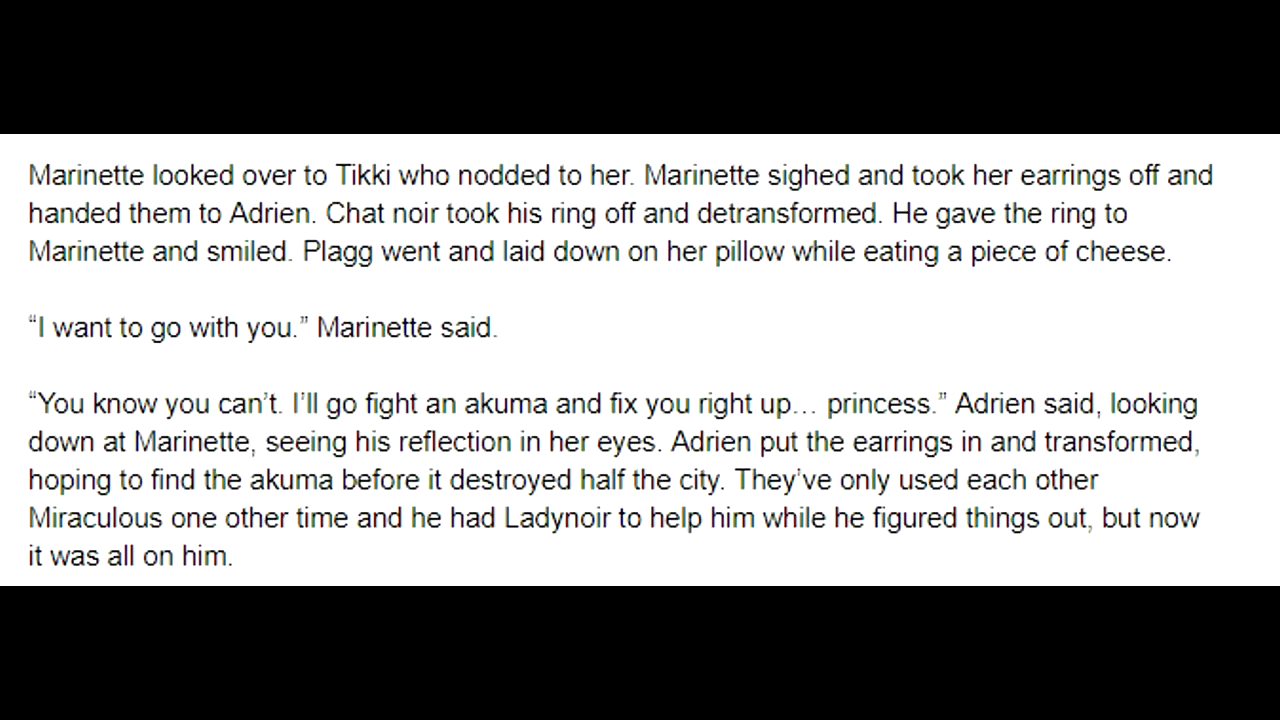 Marinette looked over to Tikki who nodded to her. Marinette sighed and took her earrings off and
handed them to Adrien. Chat noir took his ring off and detransformed. He gave the ring to
Marinette and smiled. Plagg went and laid down on her pillow while eating a piece of cheese.
“I want to go with you.” Marinette said.
“You know you can’t. I’ll go fight an akuma and fix you right up… princess.” Adrien said, looking
down at Marinette, seeing his reflection in her eyes. Adrien put the earrings in and transformed,
hoping to find the akuma before it destroyed half the city. They’ve only used each other
Miraculous one other time and he had Ladynoir to help him while he figured things out, but now
it was all on him.